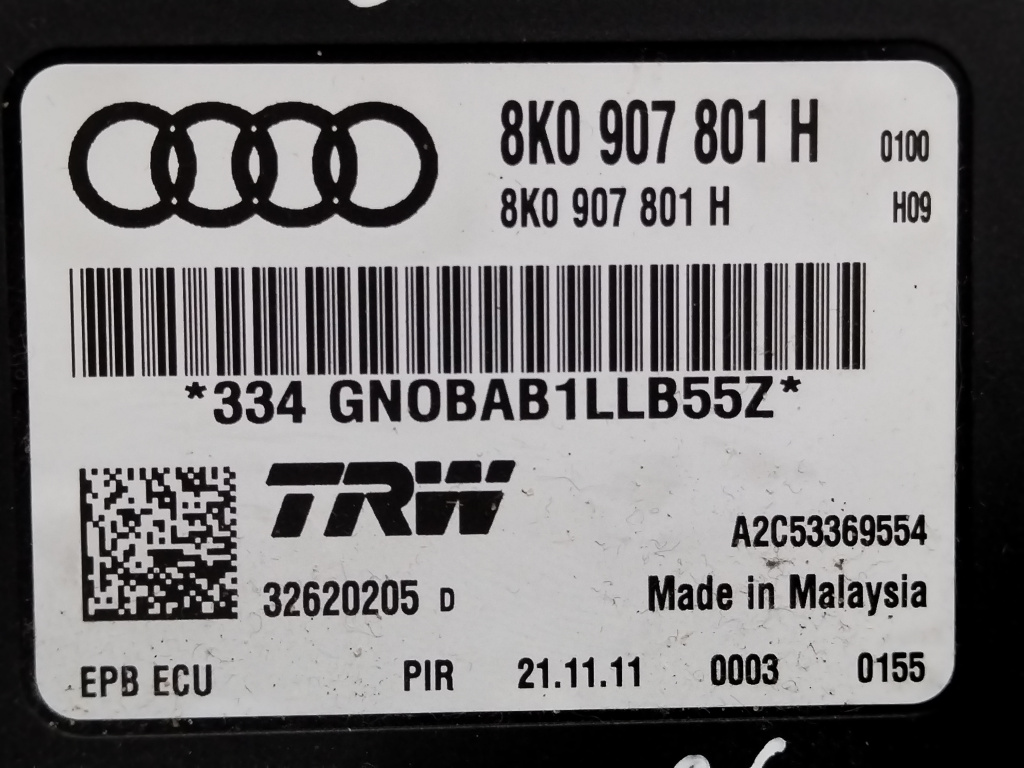 8K0 907 801 H 0100
8K0 907 801 H H09
*334 GN0BAB1LLB55Z*
TRW
A2C53369554
32620205 D Made in Malaysia
EPB ECU PIR 21.11.11 0003 0155